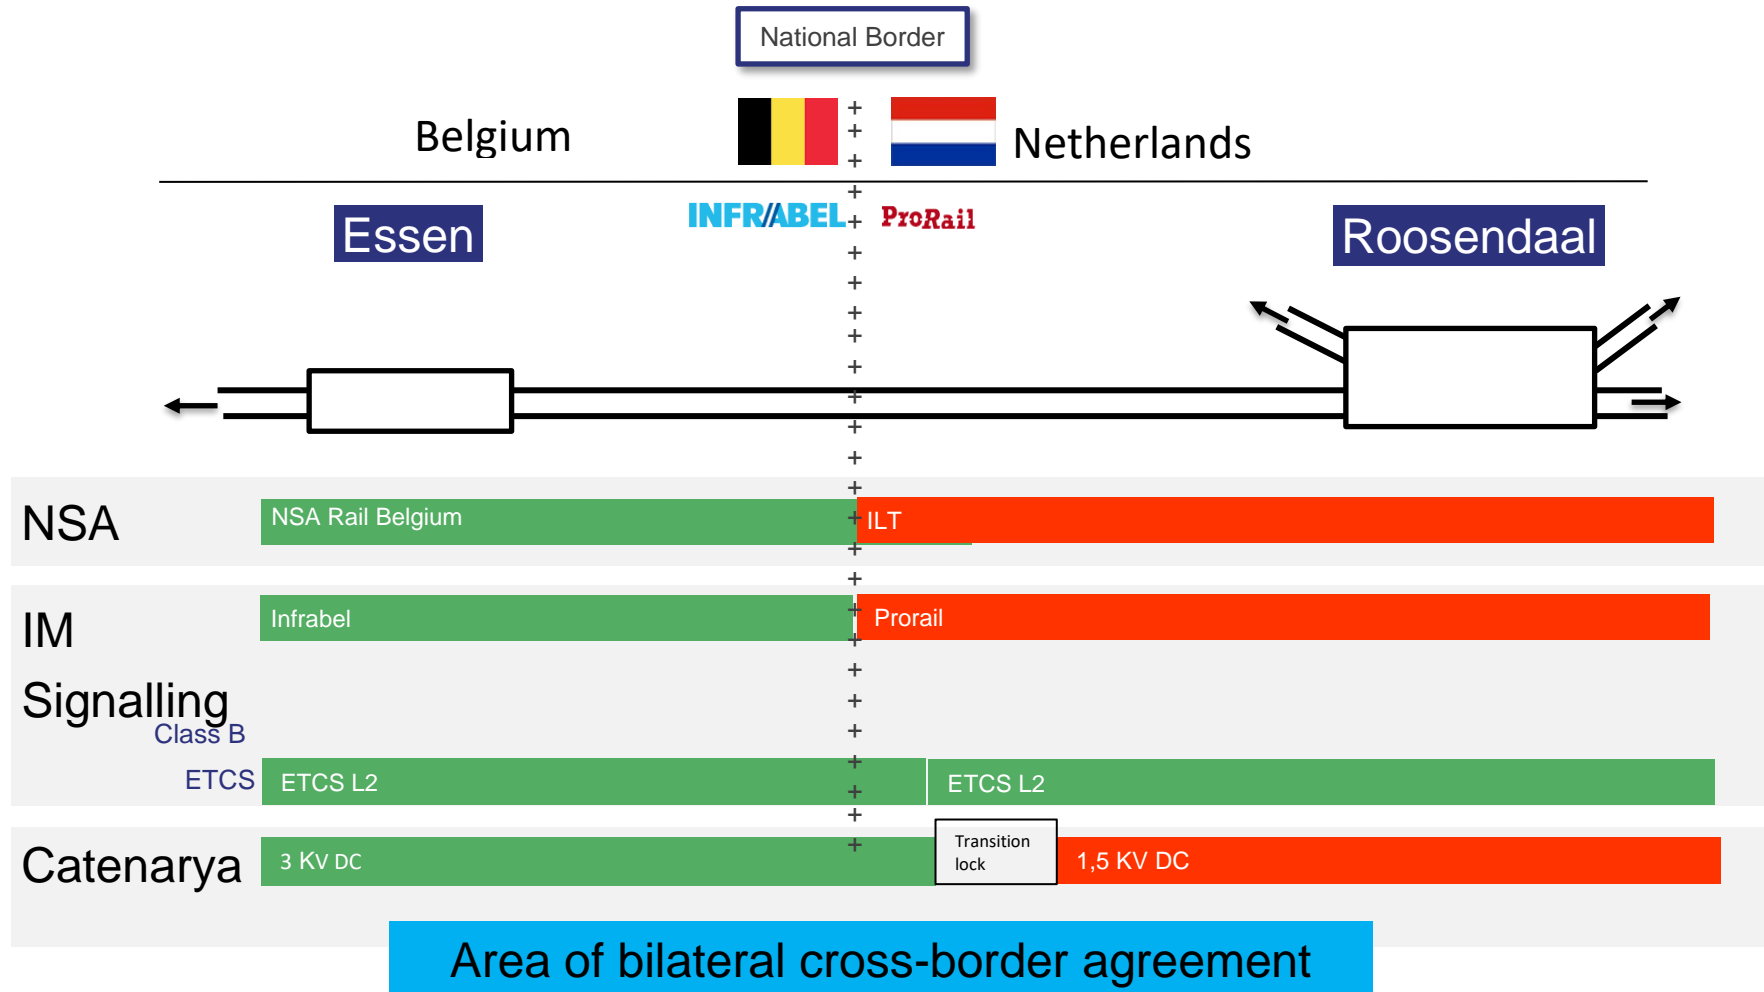 National Border
Belgium
Netherlands
INFRABEL
ProRail
Essen
Roosendaal
NSA
NSA Rail Belgium
ILT
IM
Infrabel
Prorail
Signalling
Class B
ETCS
ETCS L2
ETCS L2
Catenarya
3 KV DC
Transition
lock
1,5 KV DC
Area of bilateral cross-border agreement